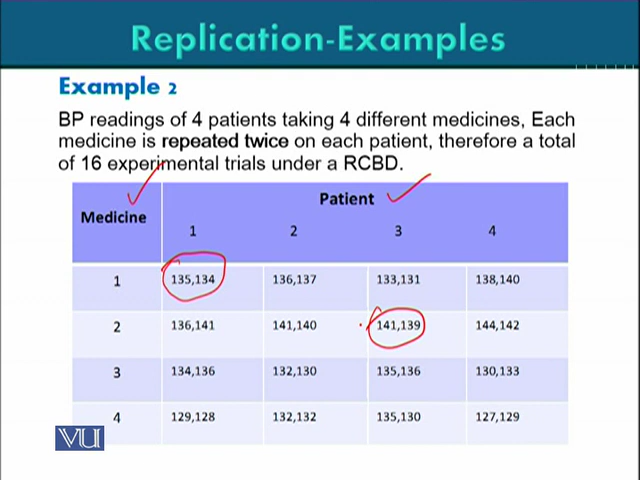 Replication-Examples
Example 2
BP readings of 4 patients taking 4 different medicines, Each
medicine is repeated twice on each patient, therefore a total
of 16 experimental trials under a RCBD.
Medicine Patient
1 2 3 4
1 135,134 136,137 133,131 138,140
2 136,141 141,140 141,139 144,142
3 134,136 132,130 135,136 130,133
4 129,128 132,132 135,130 127,129
VU